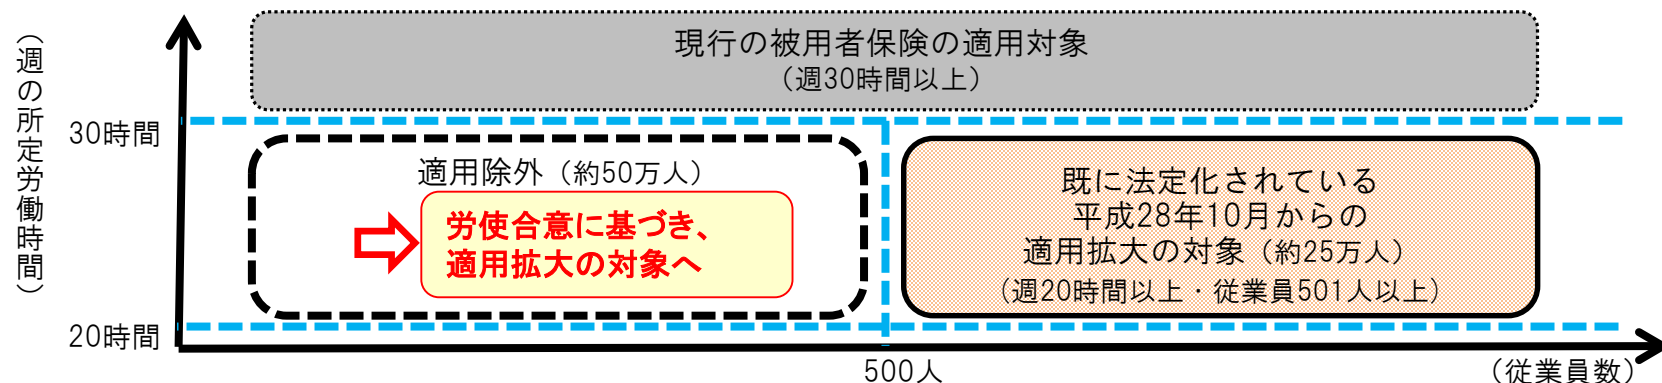 （週の所定労働時間）
現行の被用者保険の適用対象
（週30時間以上）
30時間
適用除外（約50万人）
労使合意に基づき、
適用拡大の対象へ
既に法定化されている
平成28年10月からの
適用拡大の対象（約25万人）
（週20時間以上・従業員501人以上）
20時間
500人
（従業員数）